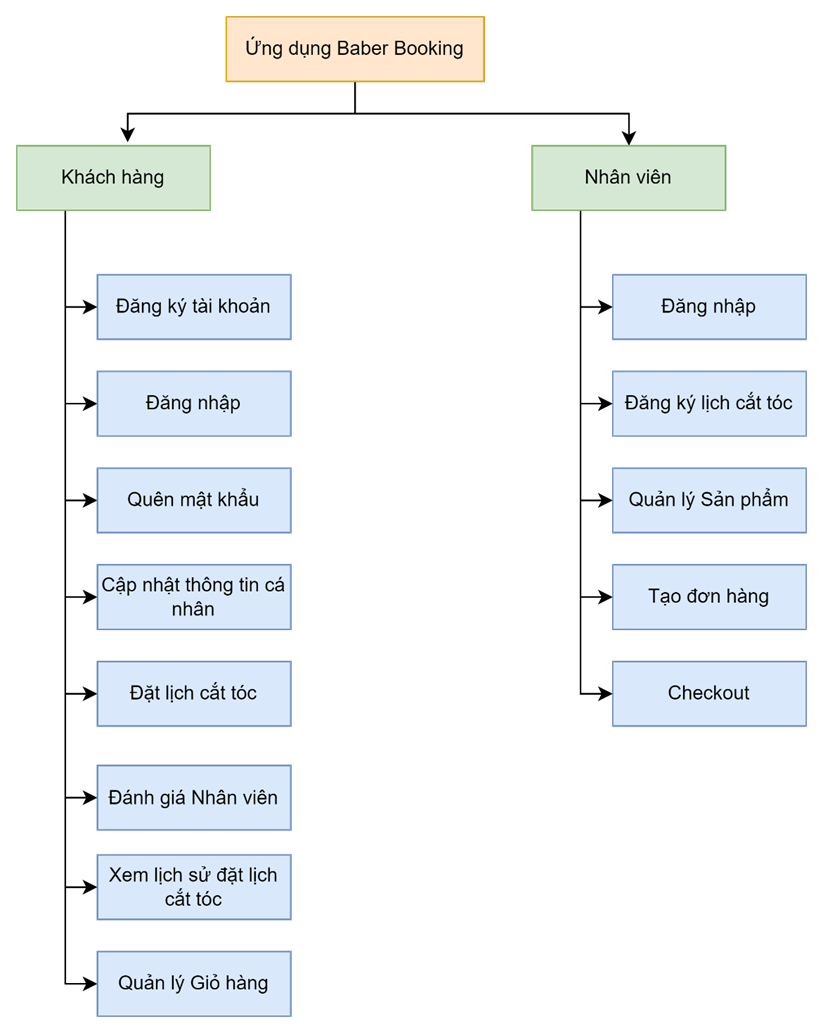 Ứng dụng Baber Booking
Khách hàng
Nhân viên
Đăng ký tài khoản
Đăng nhập
Quên mật khẩu
Cập nhật thông tin cá
nhân
Đặt lịch cắt tóc
Đánh giá Nhân viên
Xem lịch sử đặt lịch
cắt tóc
Quản lý Giỏ hàng
Đăng nhập
Đăng ký lịch cắt tóc
Quản lý Sản phẩm
Tạo đơn hàng
Checkout